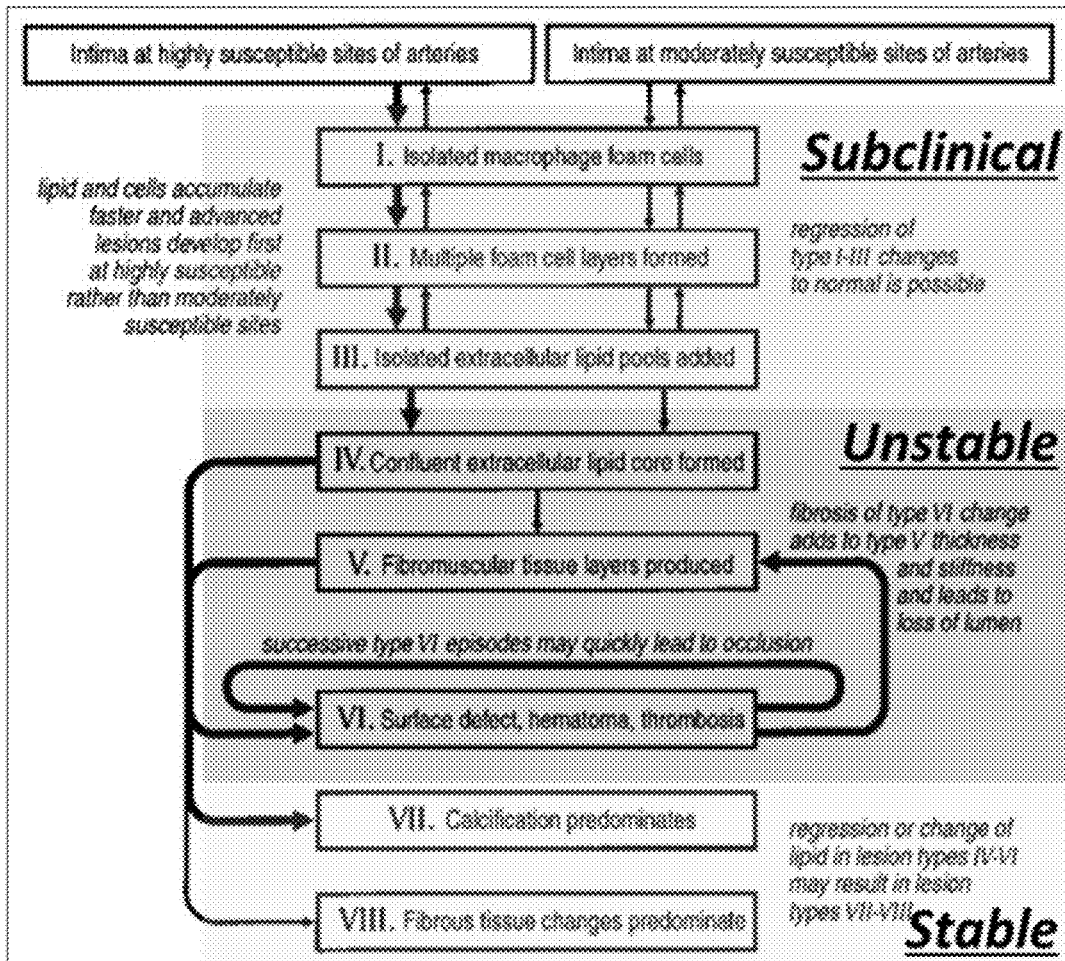 Intima at highly susceptible sites of arteries
Intima at moderately susceptible sites of arteries
Subclinical
I. Isolated macrophage foam cells
lipid and cells accumulate
faster and advanced
lesions develop first
at highly susceptible
rather than moderately
susceptible sites
II. Multiple foam cell layers formed
regression of
type I-III changes
to normal is possible
III. Isolated extracellular lipid pools added
Unstable
IV. Confluent extracellular lipid core formed
V. Fibromuscular tissue layers produced
fibrosis of type VI change
adds to type V thickness
and stiffness
and leads to
loss of lumen
successive type VI episodes may quickly lead to occlusion
VI. Surface defect, hematoma, thrombosis
VII. Calcification predominates
regression or change of
lipid in lesion types IV-VI
may result in lesion
types VII-VIII
VIII. Fibrous tissue changes predominate
Stable